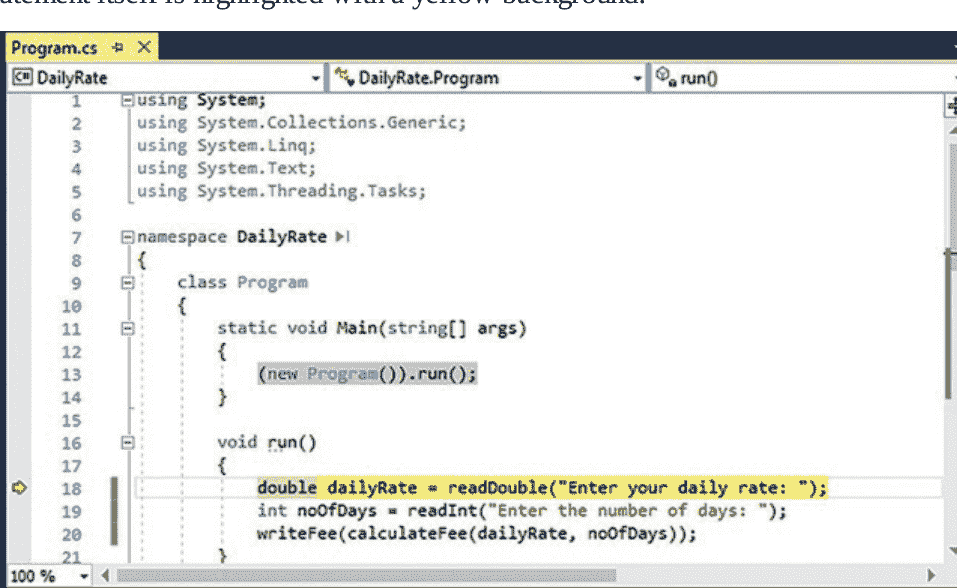 atement itself is highlighted with a yellow background.
Program.cs
C# DailyRate DailyRate.Program run()
1 using System;
2 using System.Collections.Generic;
3 using System.Linq;
4 using System.Text;
5 using System.Threading.Tasks;
6
7 namespace DailyRate
8 {
9 class Program
10 {
11 static void Main(string[] args)
12 {
13 (new Program()).run();
14 }
15
16 void run()
17 {
18 double dailyRate = readDouble("Enter your daily rate: ");
19 int noOfDays = readInt("Enter the number of days: ");
20 writeFee(calculateFee(dailyRate, noOfDays));
21 }
100 %